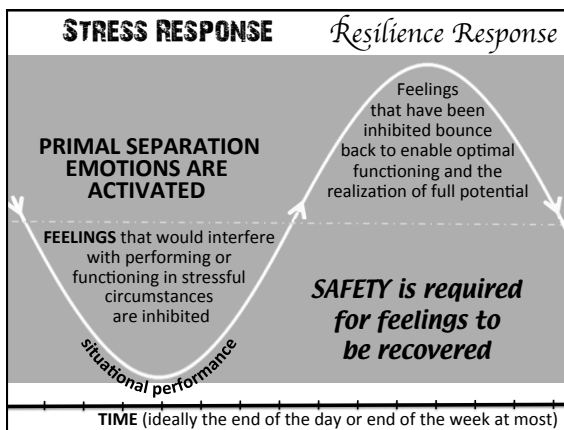 STRESS RESPONSE
Resilience Response
PRIMAL SEPARATION
EMOTIONS ARE
ACTIVATED
FEELINGS that would interfere
with performing or
functioning in stressful
circumstances
are inhibited
situational performance
Feelings
that have been
inhibited bounce
back to enable optimal
functioning and the
realization of full potential
SAFETY is required
for feelings to
be recovered
TIME (ideally the end of the day or end of the week at most)